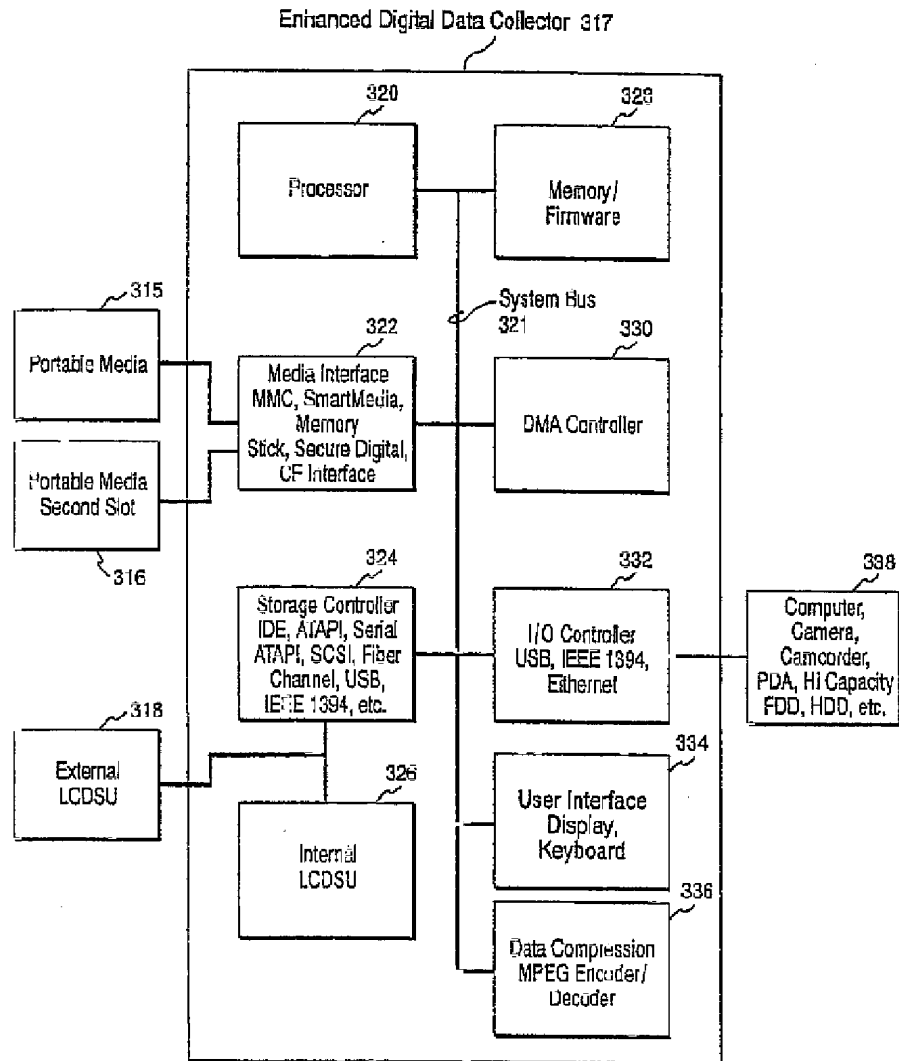 Enhanced Digital Data Collector 317
320
Processor
328
Memory/
Firmware
System Bus
321
315
Portable Media
Portable Media
Second Slot
316
322
Media Interface
MMC, SmartMedia,
Memory
Stick, Secure Digital,
CF Interface
330
DMA Controller
324
Storage Controller
IDE, ATAPI, Serial
ATAPI, SCSI, Fiber
Channel, USB,
IEEE 1394, etc.
332
I/O Controller
USB, IEEE 1394,
Ethernet
338
Computer,
Camera,
Camcorder,
PDA, Hi Capacity
FDD, HDD, etc.
318
External
LCDSU
326
Internal
LCDSU
334
User Interface
Display,
Keyboard
336
Data Compression
MPEG Encoder/
Decoder